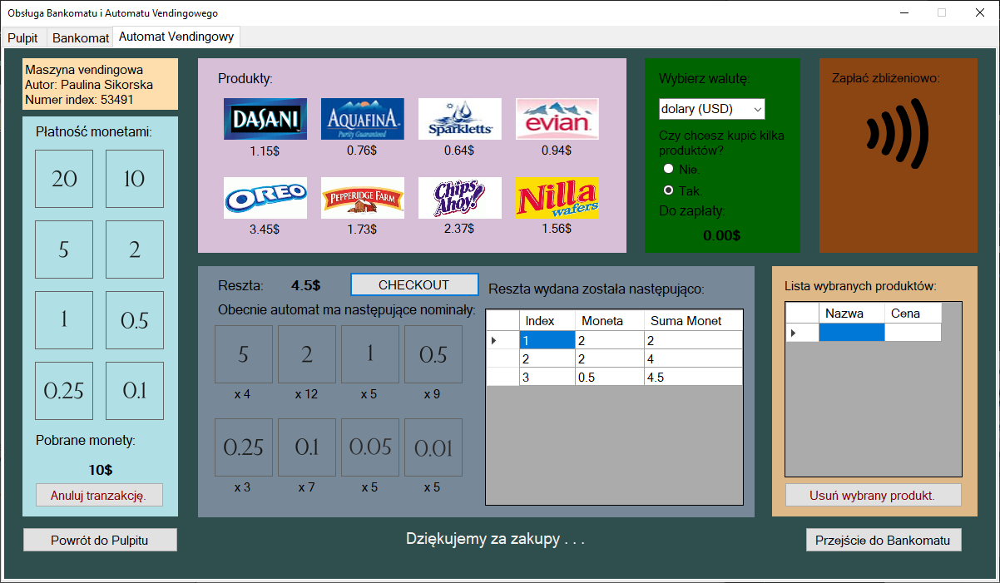 Obsługa Bankomatu i Automatu Vendingowego
Pulpit Bankomat Automat Vendingowy
Maszyna vendingowa
Autor: Paulina Sikorska
Numer index: 53491
Płatność monetami:
20 10
5 2
1 0.5
0.25 0.1
Pobrane monety:
10$
Anuluj tranzakcję.
Powrót do Pulpitu
Produkty:
DASANI
AQUAFINA
Purity Guaranteed
Sparkletts
evian.
1.15$ 0.76$ 0.64$ 0.94$
OREO
PEPPERIDGE FARM
Chips Ahoy!
Nilla wafers
3.45$ 1.73$ 2.37$ 1.56$
Wybierz walutę:
dolary (USD)
Czy chcesz kupić kilka
produktów?
Nie.
Tak.
Do zapłaty:
0.00$
Zapłać zbliżeniowo:
Reszta: 4.5$ CHECKOUT
Obecnie automat ma następujące nominały:
5 2 1 0.5
x 4 x 12 x 5 x 9
0.25 0.1 0.05 0.01
x 3 x 7 x 5 x 5
Reszta wydana została następująco:
Index Moneta Suma Monet
1 2 2
2 2 4
3 0.5 4.5
Lista wybranych produktów:
Nazwa Cena
Usuń wybrany produkt.
Dziękujemy za zakupy . . .
Przejście do Bankomatu